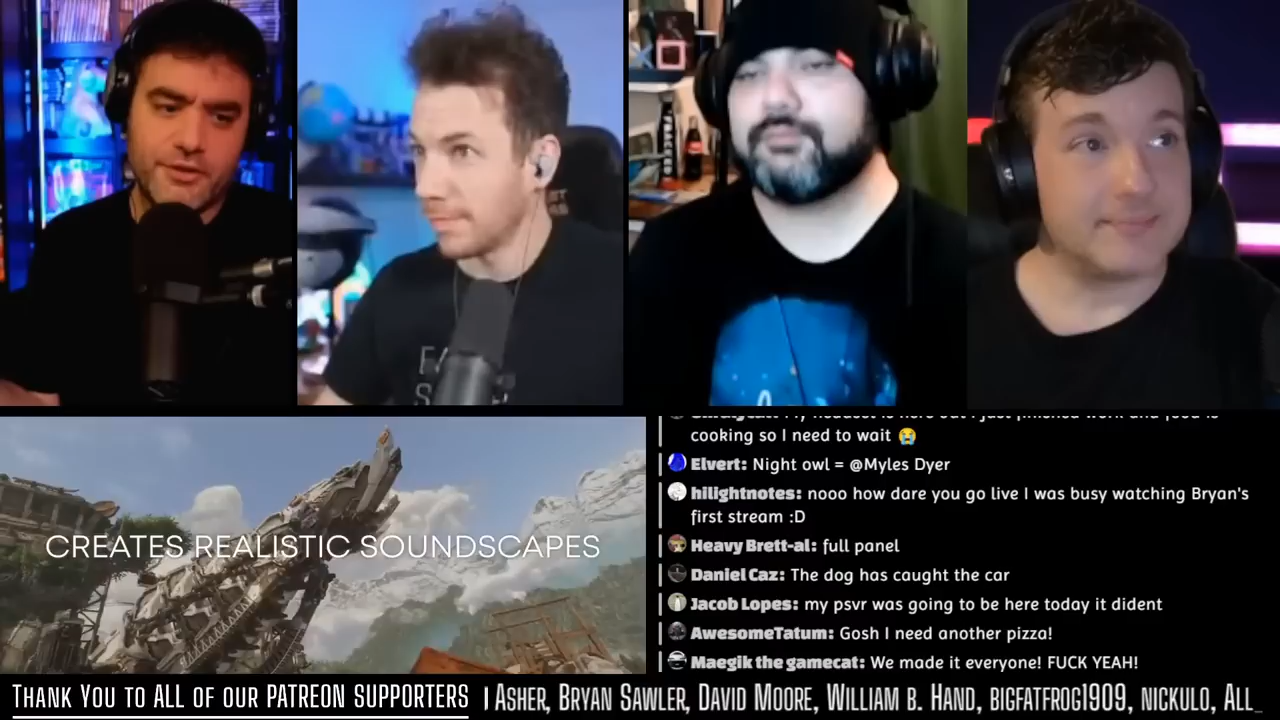 CREATES REALISTIC SOUNDSCAPES
cooking so I need to wait 😭
Elvert: Night owl = @Myles Dyer
hilightnotes: nooo how dare you go live I was busy watching Bryan's
first stream :D
Heavy Brett-al: full panel
Daniel Caz: The dog has caught the car
Jacob Lopes: my psvr was going to be here today it dident
AwesomeTatum: Gosh I need another pizza!
Maegik the gamecat: We made it everyone! FUCK YEAH!
THANK YOU TO ALL OF OUR PATREON SUPPORTERS | ASHER, BRYAN SAWLER, DAVID MOORE, WILLIAM B. HAND, BIGFATFROG1909, NICKULO, ALL_